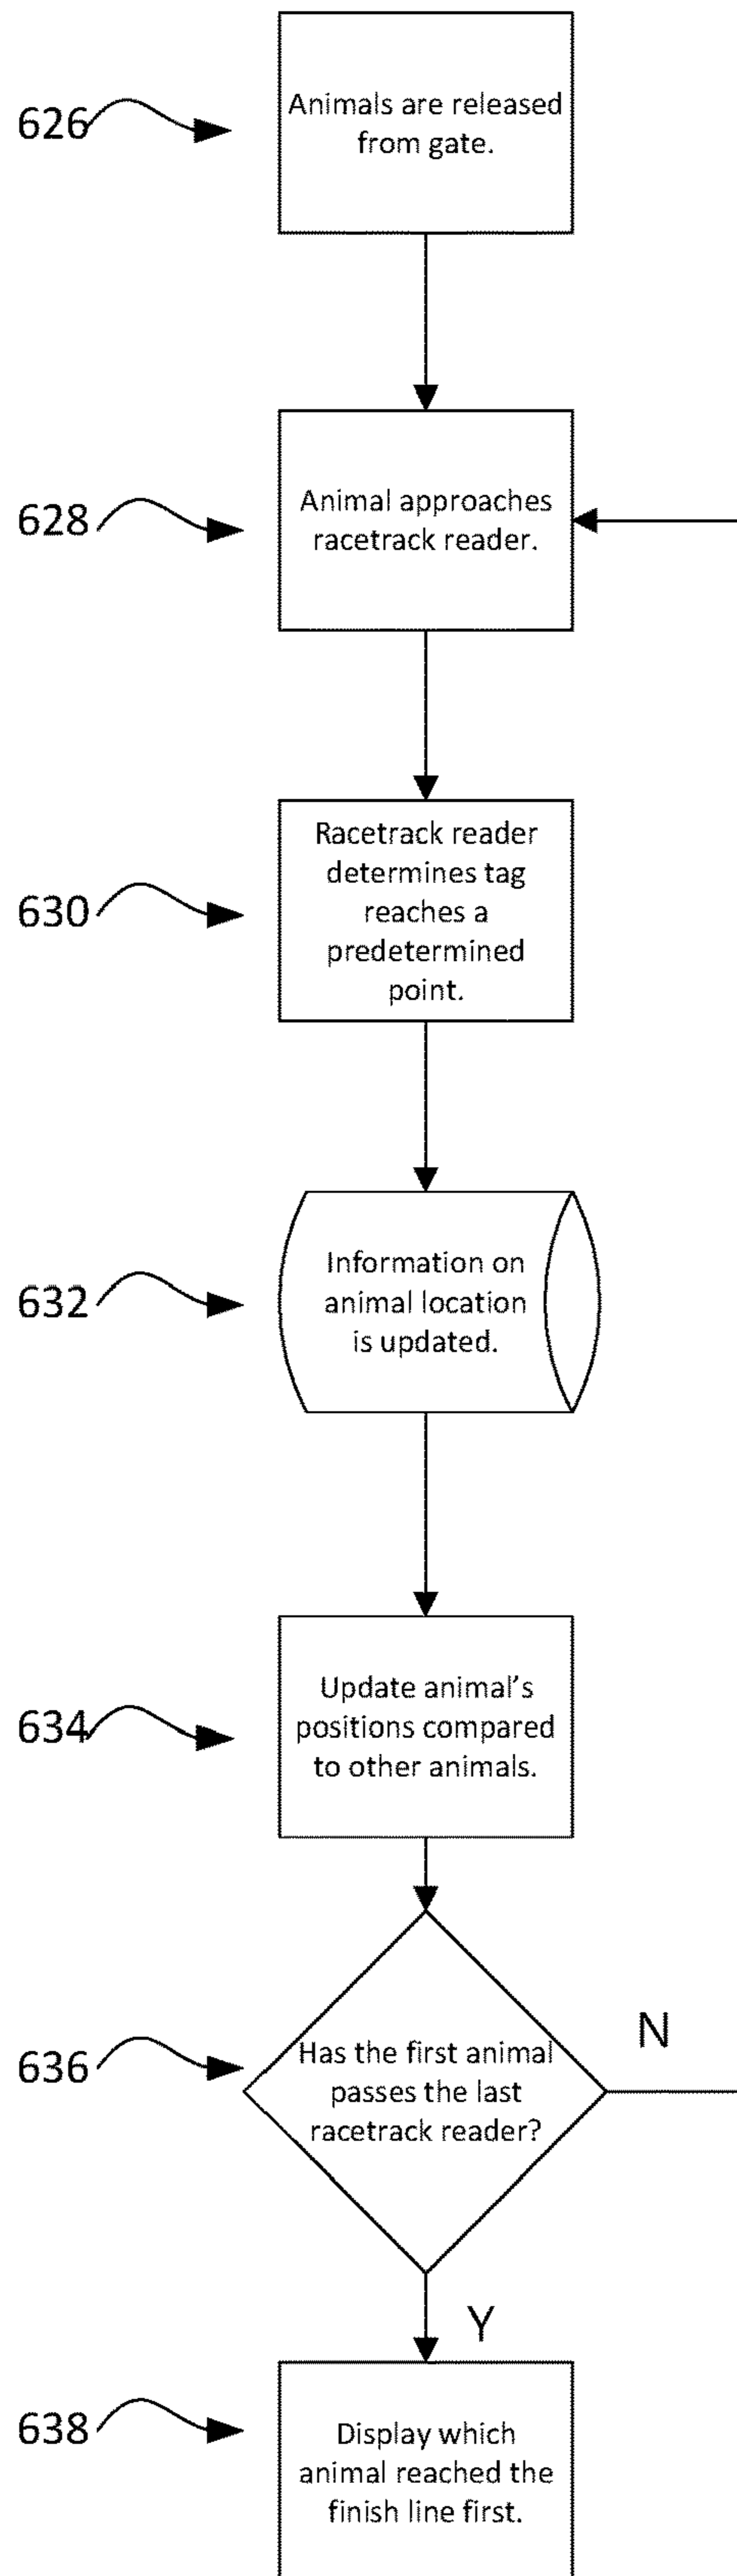 626
Animals are released
from gate.
628
Animal approaches
racetrack reader.
630
Racetrack reader
determines tag
reaches a
predetermined
point.
632
Information on
animal location
is updated.
634
Update animal’s
positions compared
to other animals.
636
Has the first animal
passes the last
racetrack reader?
N
Y
638
Display which
animal reached the
finish line first.